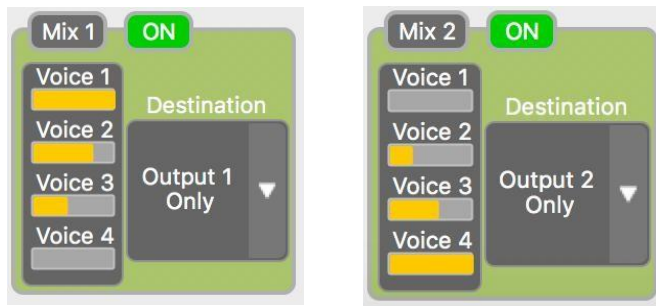 Mix 1
ON
Voice 1
Voice 2
Voice 3
Voice 4
Destination
Output 1
Only
Mix 2
ON
Voice 1
Voice 2
Voice 3
Voice 4
Destination
Output 2
Only